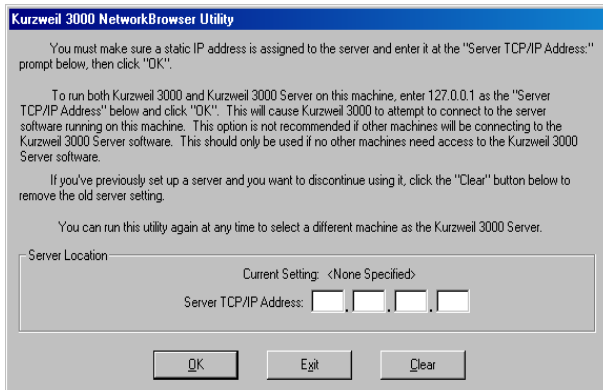 Kurzweil 3000 NetworkBrowser Utility
You must make sure a static IP address is assigned to the server and enter it at the "Server TCP/IP Address:"
prompt below, then click "OK".
To run both Kurzweil 3000 and Kurzweil 3000 Server on this machine, enter 127.0.0.1 as the "Server
TCP/IP Address" below and click "OK". This will cause Kurzweil 3000 to attempt to connect to the server
software running on this machine. This option is not recommended if other machines will be connecting to the
Kurzweil 3000 Server software. This should only be used if no other machines need access to the Kurzweil 3000
Server software.
If you've previously set up a server and you want to discontinue using it, click the "Clear" button below to
remove the old server setting.
You can run this utility again at any time to select a different machine as the Kurzweil 3000 Server.
Server Location
Current Setting: <None Specified>
Server TCP/IP Address: . . .
OK Exit Clear